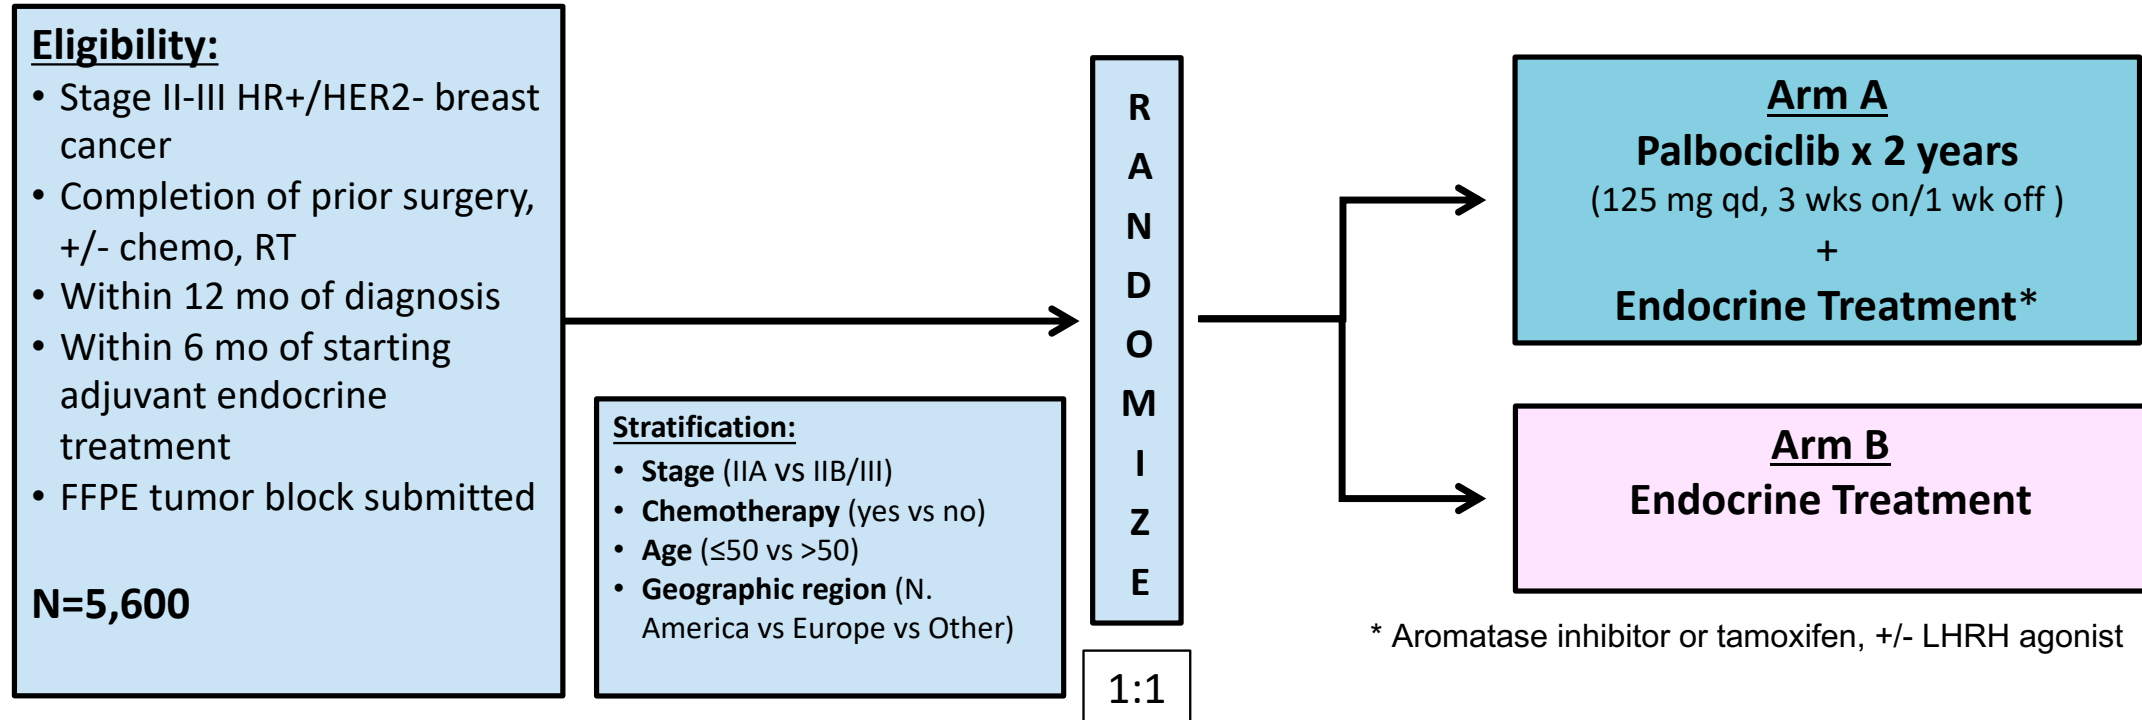 Eligibility:
• Stage II-III HR+/HER2- breast
cancer
• Completion of prior surgery,
+/- chemo, RT
• Within 12 mo of diagnosis
• Within 6 mo of starting
adjuvant endocrine
treatment
• FFPE tumor block submitted
N=5,600
Stratification:
• Stage (IIA vs IIB/III)
• Chemotherapy (yes vs no)
• Age (≤50 vs >50)
• Geographic region (N.
America vs Europe vs Other)
R
A
N
D
O
M
I
Z
E
1:1
Arm A
Palbociclib x 2 years
(125 mg qd, 3 wks on/1 wk off )
+
Endocrine Treatment*
Arm B
Endocrine Treatment
* Aromatase inhibitor or tamoxifen, +/- LHRH agonist